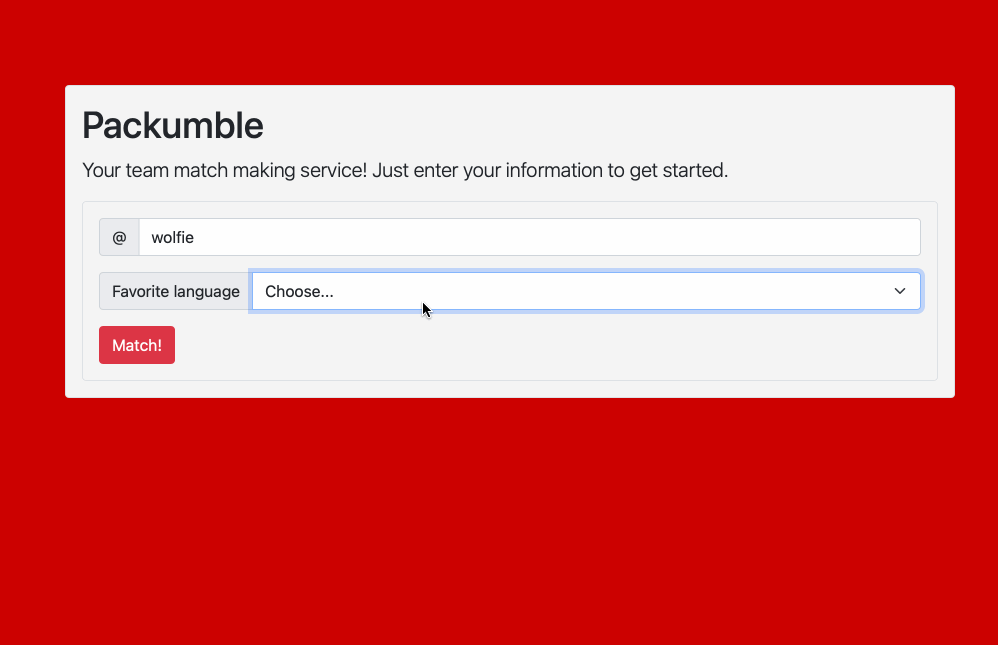 Packumble
Your team match making service! Just enter your information to get started.
@ wolfie
Favorite language Choose...
Match!